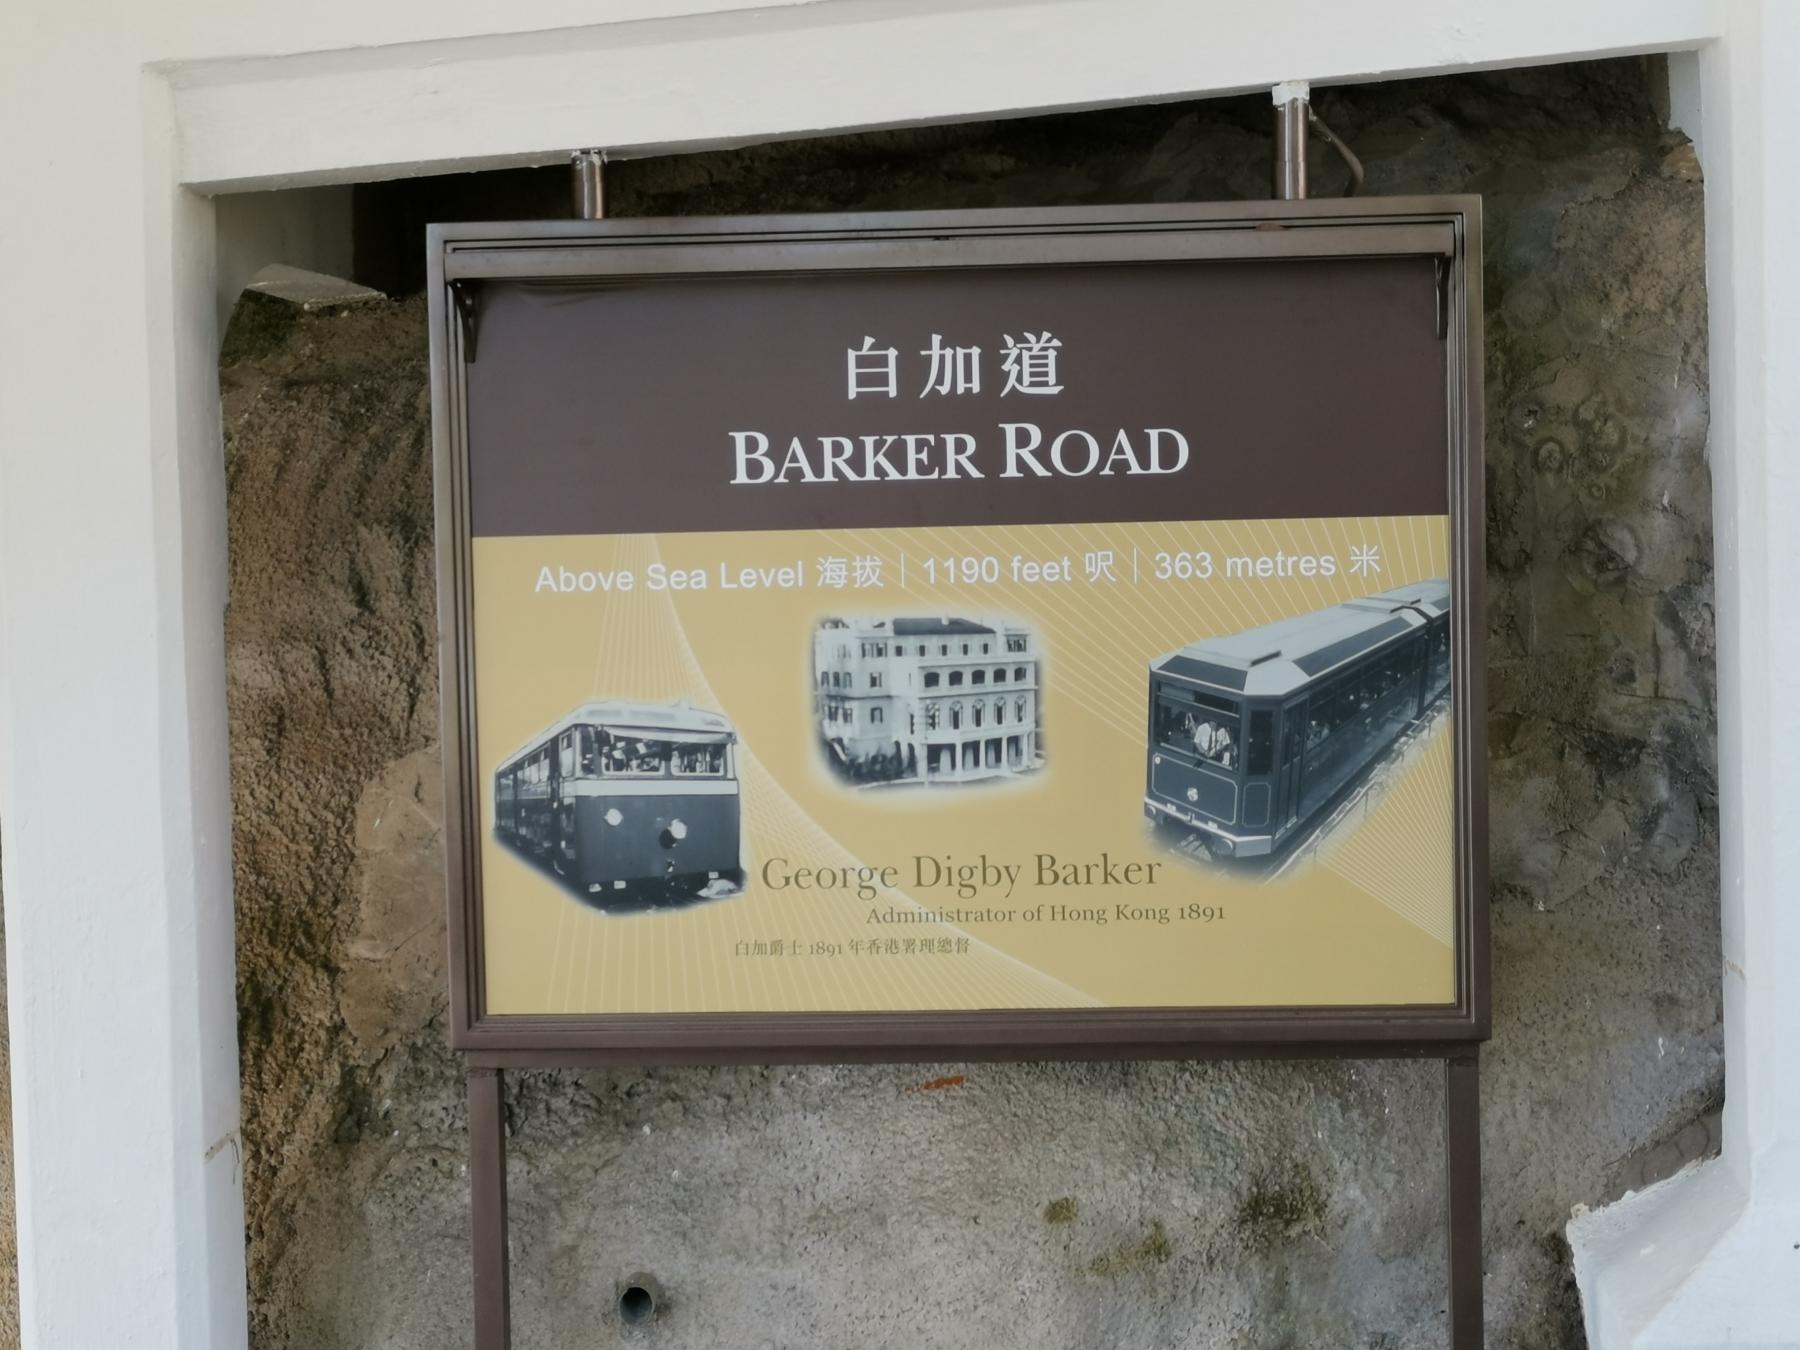 白加道
BARKER ROAD
Above Sea Level 海拔 | 1190 feet 呎 | 363 metres 米
George Digby Barker
Administrator of Hong Kong 1891
白加爵士 1891 年香港署理總督